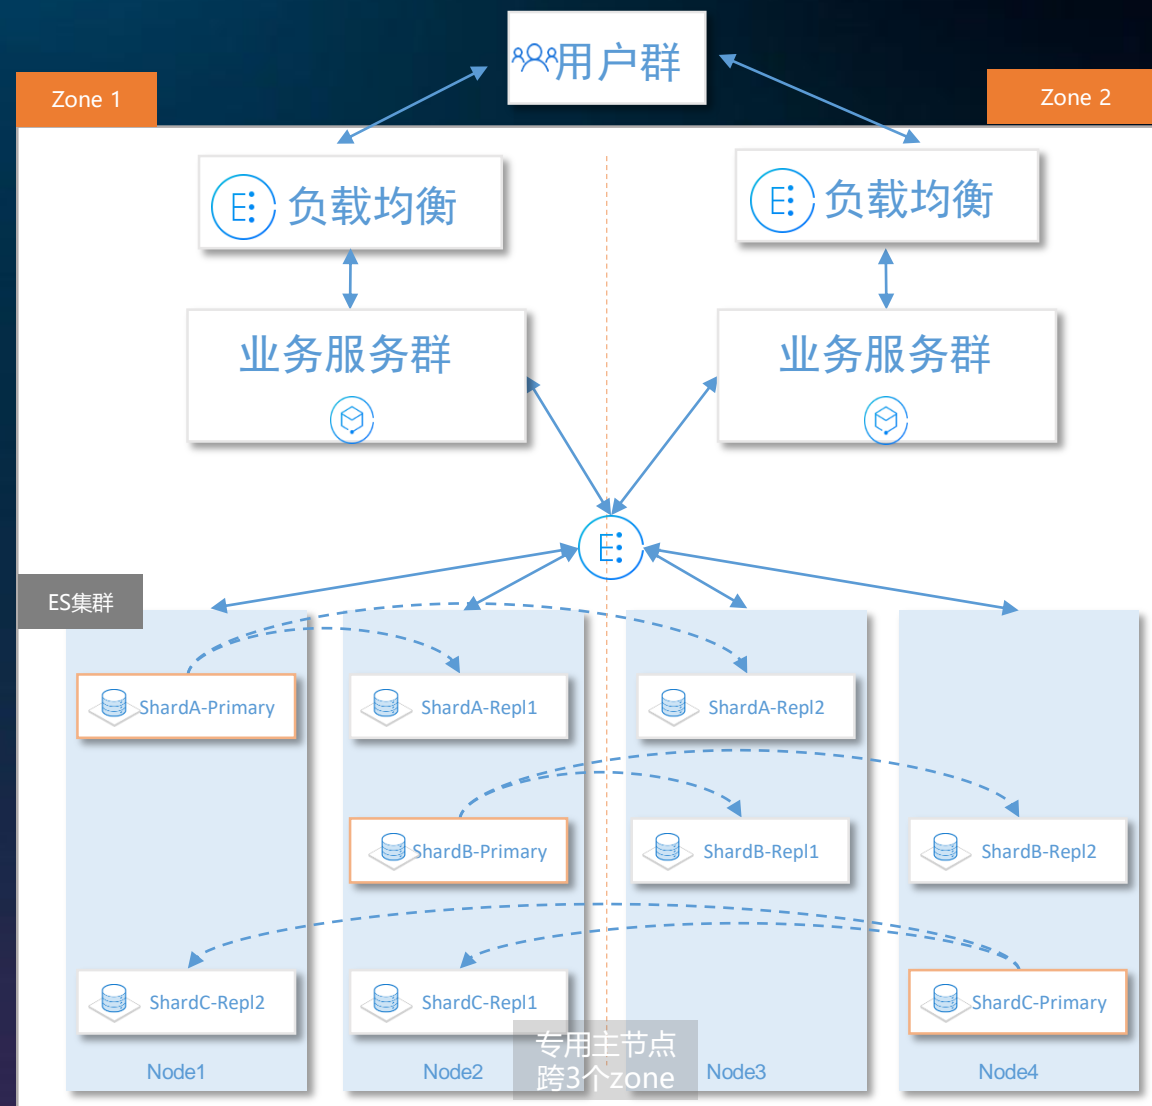 用户群
Zone 1
Zone 2
E 负载均衡
E 负载均衡
业务服务群
业务服务群
E
ES集群
ShardA-Primary
ShardA-Repl1
ShardA-Repl2
ShardB-Primary
ShardB-Repl1
ShardB-Repl2
ShardC-Repl2
ShardC-Repl1
ShardC-Primary
专用主节点
跨3个zone
Node1
Node2
Node3
Node4